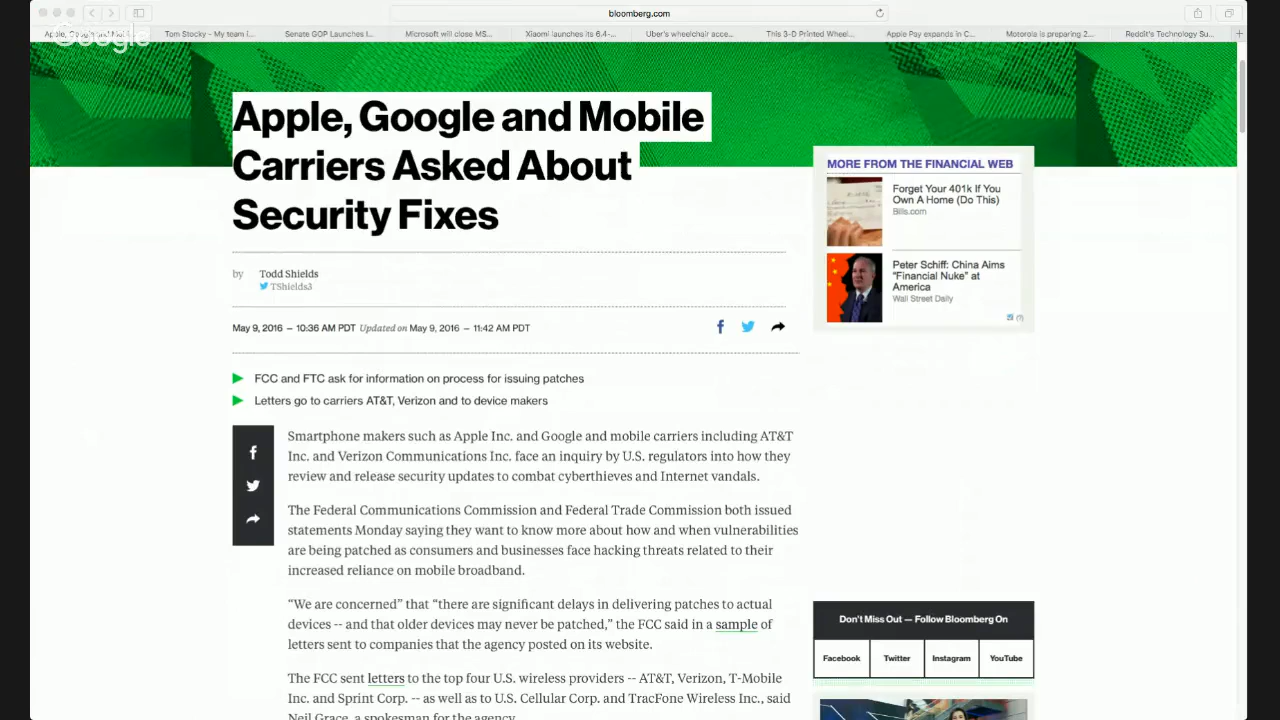 bloomberg.com
Apple, Google and Mo
Tom Stocky - My team i...
Senate GOP Launches I...
Microsoft will close MS...
Xiaomi launches its 6.4-...
Uber's wheelchair acce...
This 3-D Printed Wheel...
Apple Pay expands in C...
Motorola is preparing 2...
Reddit's Technology Su...
Google
Apple, Google and Mobile
Carriers Asked About
Security Fixes
by Todd Shields
TShields3
May 9, 2016 — 10:36 AM PDT Updated on May 9, 2016 — 11:42 AM PDT
FCC and FTC ask for information on process for issuing patches
Letters go to carriers AT&T, Verizon and to device makers
Smartphone makers such as Apple Inc. and Google and mobile carriers including AT&T
Inc. and Verizon Communications Inc. face an inquiry by U.S. regulators into how they
review and release security updates to combat cyberthieves and Internet vandals.
The Federal Communications Commission and Federal Trade Commission both issued
statements Monday saying they want to know more about how and when vulnerabilities
are being patched as consumers and businesses face hacking threats related to their
increased reliance on mobile broadband.
“We are concerned” that “there are significant delays in delivering patches to actual
devices -- and that older devices may never be patched,” the FCC said in a sample of
letters sent to companies that the agency posted on its website.
The FCC sent letters to the top four U.S. wireless providers -- AT&T, Verizon, T-Mobile
Inc. and Sprint Corp. -- as well as to U.S. Cellular Corp. and TracFone Wireless Inc., said
Neil Grace, a spokesman for the agency.
MORE FROM THE FINANCIAL WEB
Forget Your 401k If You
Own A Home (Do This)
Bills.com
Peter Schiff: China Aims
"Financial Nuke" at
America
Wall Street Daily
(?)
Don't Miss Out — Follow Bloomberg On
Facebook
Twitter
Instagram
YouTube